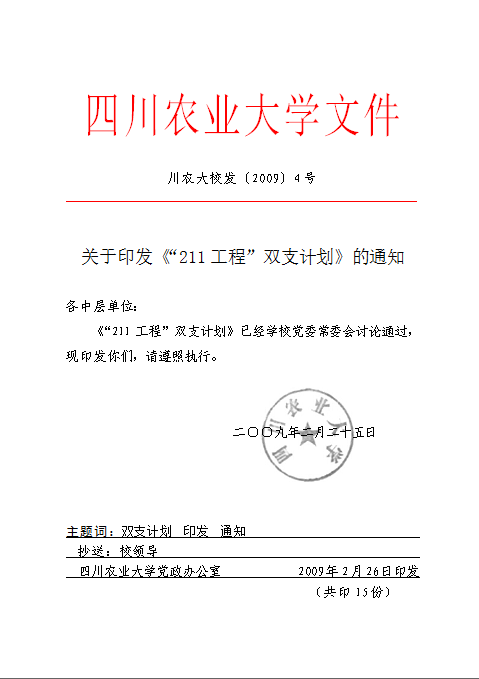 四川农业大学文件
川农大校发〔2009〕4号
关于印发《“211工程”双支计划》的通知
各中层单位：
《“211工程”双支计划》已经学校党委常委会讨论通过，
现印发你们，请遵照执行。
四川农业大学
二〇〇九年二月二十五日
主题词：双支计划 印发 通知
抄送：校领导
四川农业大学党政办公室 2009年2月26日印发
（共印15份）